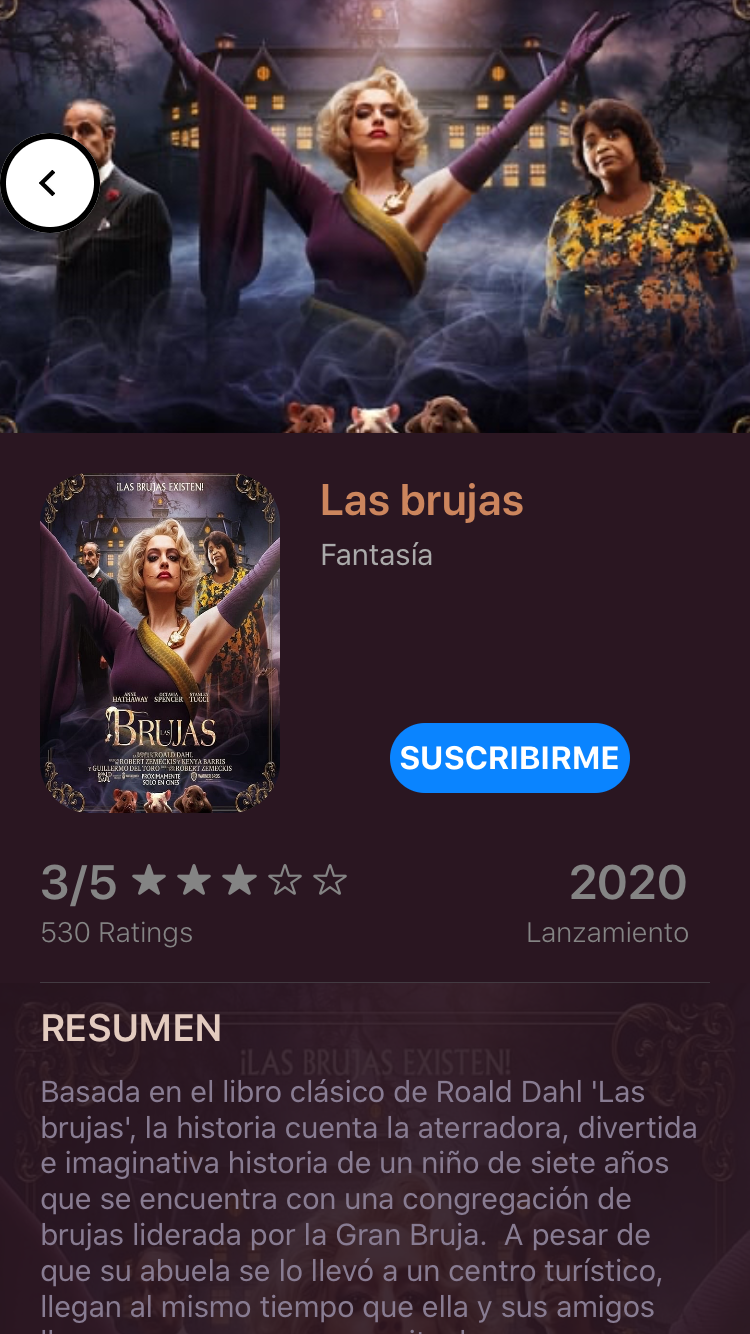 ¡LAS BRUJAS EXISTEN!
ANNE HATHAWAY OCTAVIA SPENCER STANLEY TUCCI
LAS BRUJAS
ROALD DAHL
ROBERT ZEMECKIS Y KENYA BARRIS
Y GUILLERMO DEL TORO ROBERT ZEMECKIS
PRÓXIMAMENTE
SOLO EN CINES
WARNER BROS.
Las brujas
Fantasía
SUSCRIBIRME
3/5
2020
530 Ratings
Lanzamiento
RESUMEN
¡LAS BRUJAS EXISTEN!
Basada en el libro clásico de Roald Dahl 'Las
brujas', la historia cuenta la aterradora, divertida
e imaginativa historia de un niño de siete años
que se encuentra con una congregación de
brujas liderada por la Gran Bruja.  A pesar de
que su abuela se lo llevó a un centro turístico,
llegan al mismo tiempo que ella y sus amigos